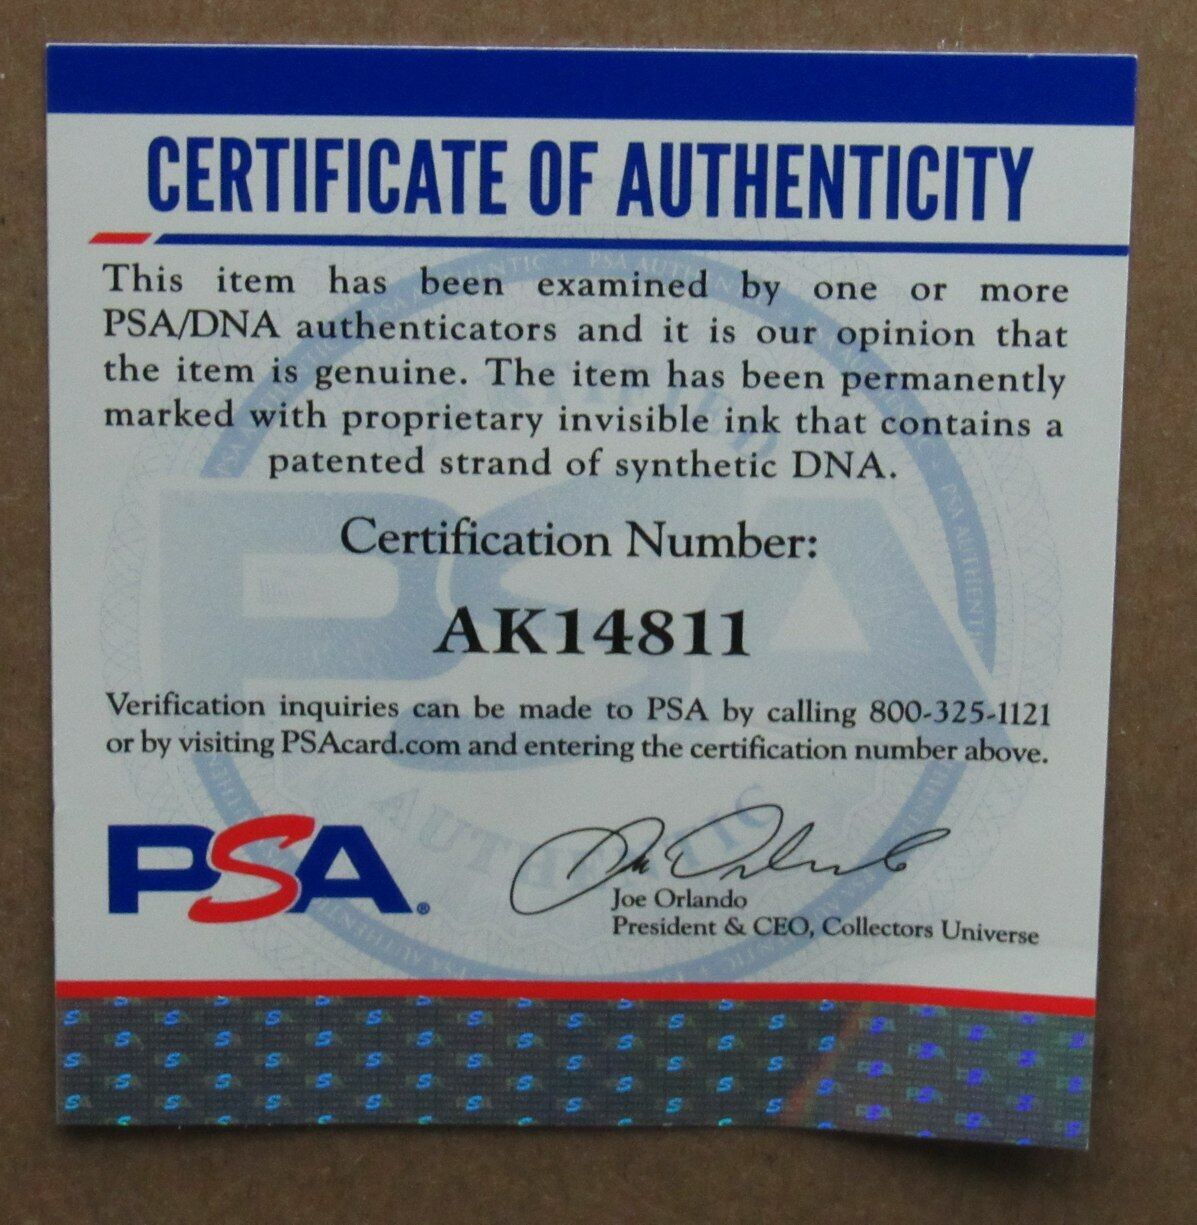 CERTIFICATE OF AUTHENTICITY
This item has been examined by one or more
PSA/DNA authenticators and it is our opinion that
the item is genuine. The item has been permanently
marked with proprietary invisible ink that contains a
patented strand of synthetic DNA.
Certification Number:
AK14811
Verification inquiries can be made to PSA by calling 800-325-1121
or by visiting PSAcard.com and entering the certification number above.
PSA®
Joe Orlando
President & CEO, Collectors Universe
PSA
AUTHENTIC